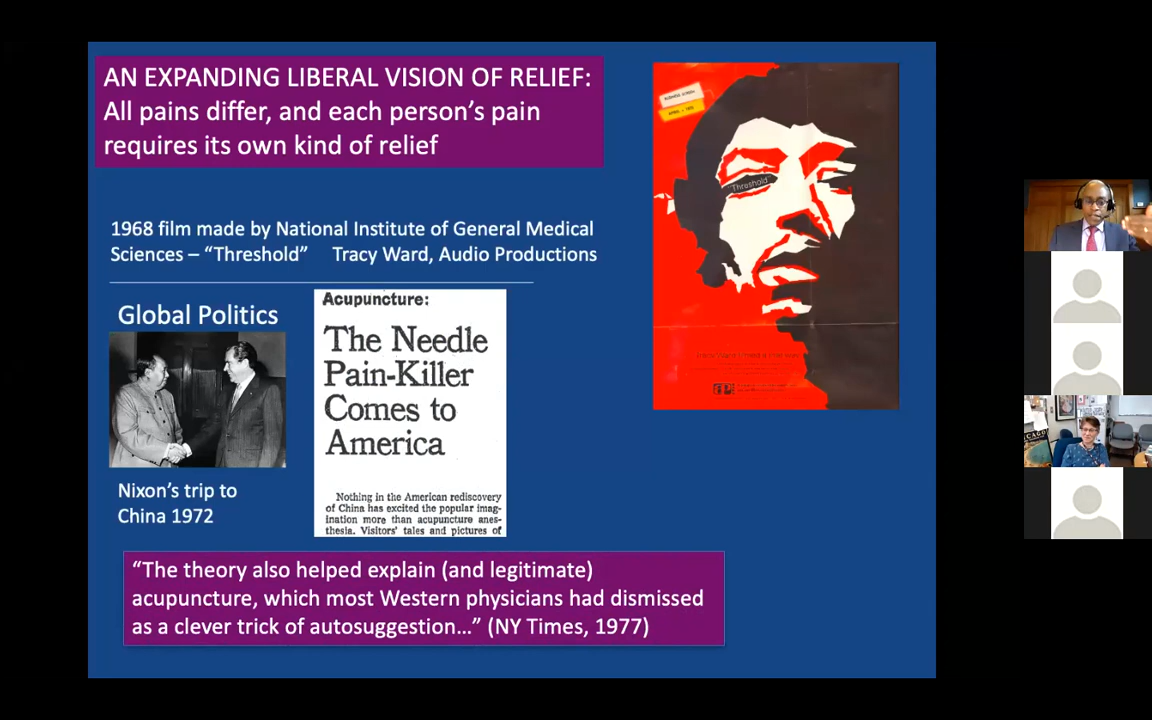 AN EXPANDING LIBERAL VISION OF RELIEF:
All pains differ, and each person's pain
requires its own kind of relief
1968 film made by National Institute of General Medical
Sciences – "Threshold" Tracy Ward, Audio Productions
Global Politics
Nixon's trip to
China 1972
Acupuncture:
The Needle
Pain-Killer
Comes to
America
Nothing in the American rediscovery
of China has excited the popular imag-
ination more than acupuncture anes-
thesia. Visitors' tales and pictures of
"Threshold"
"The theory also helped explain (and legitimate)
acupuncture, which most Western physicians had dismissed
as a clever trick of autosuggestion…" (NY Times, 1977)